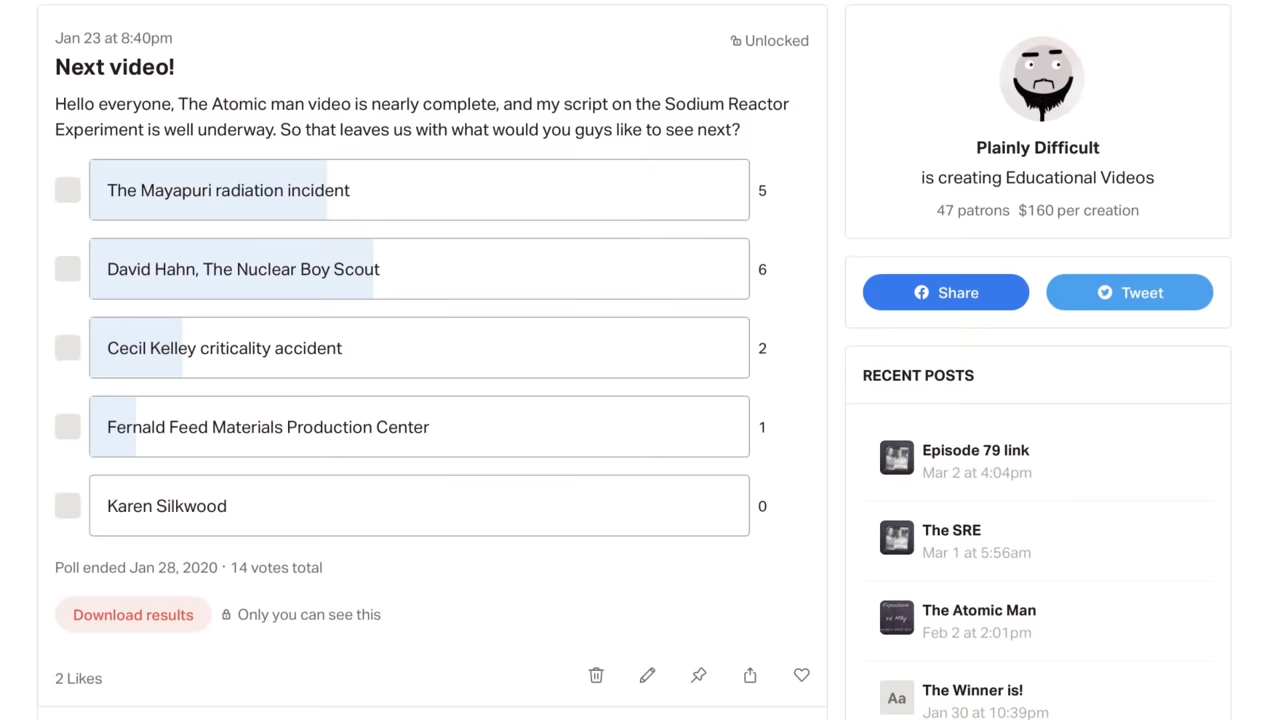 Jan 23 at 8:40pm
Unlocked
Next video!
Hello everyone, The Atomic man video is nearly complete, and my script on the Sodium Reactor
Experiment is well underway. So that leaves us with what would you guys like to see next?
The Mayapuri radiation incident 5
David Hahn, The Nuclear Boy Scout 6
Cecil Kelley criticality accident 2
Fernald Feed Materials Production Center 1
Karen Silkwood 0
Poll ended Jan 28, 2020 · 14 votes total
Download results
Only you can see this
2 Likes
Plainly Difficult
is creating Educational Videos
47 patrons $160 per creation
Share
Tweet
RECENT POSTS
Episode 79 link
Mar 2 at 4:04pm
The SRE
Mar 1 at 5:56am
The Atomic Man
Feb 2 at 2:01pm
Aa
The Winner is!
Jan 30 at 10:39pm